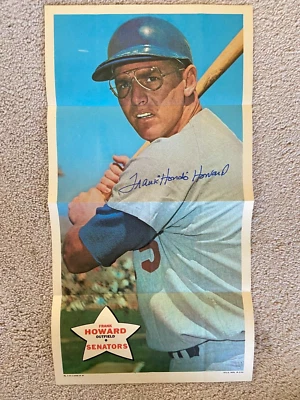 Frank "Hondo" Howard
FRANK
HOWARD
OUTFIELD
SENATORS